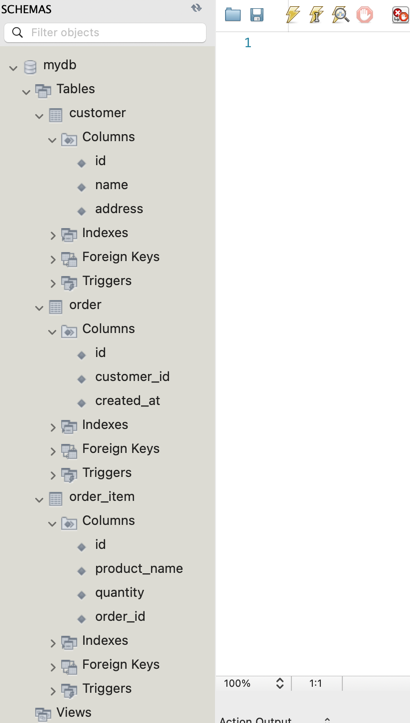 SCHEMAS
Filter objects
mydb
Tables
customer
Columns
id
name
address
Indexes
Foreign Keys
Triggers
order
Columns
id
customer_id
created_at
Indexes
Foreign Keys
Triggers
order_item
Columns
id
product_name
quantity
order_id
Indexes
Foreign Keys
Triggers
Views
1
100% 1:1
Action Output